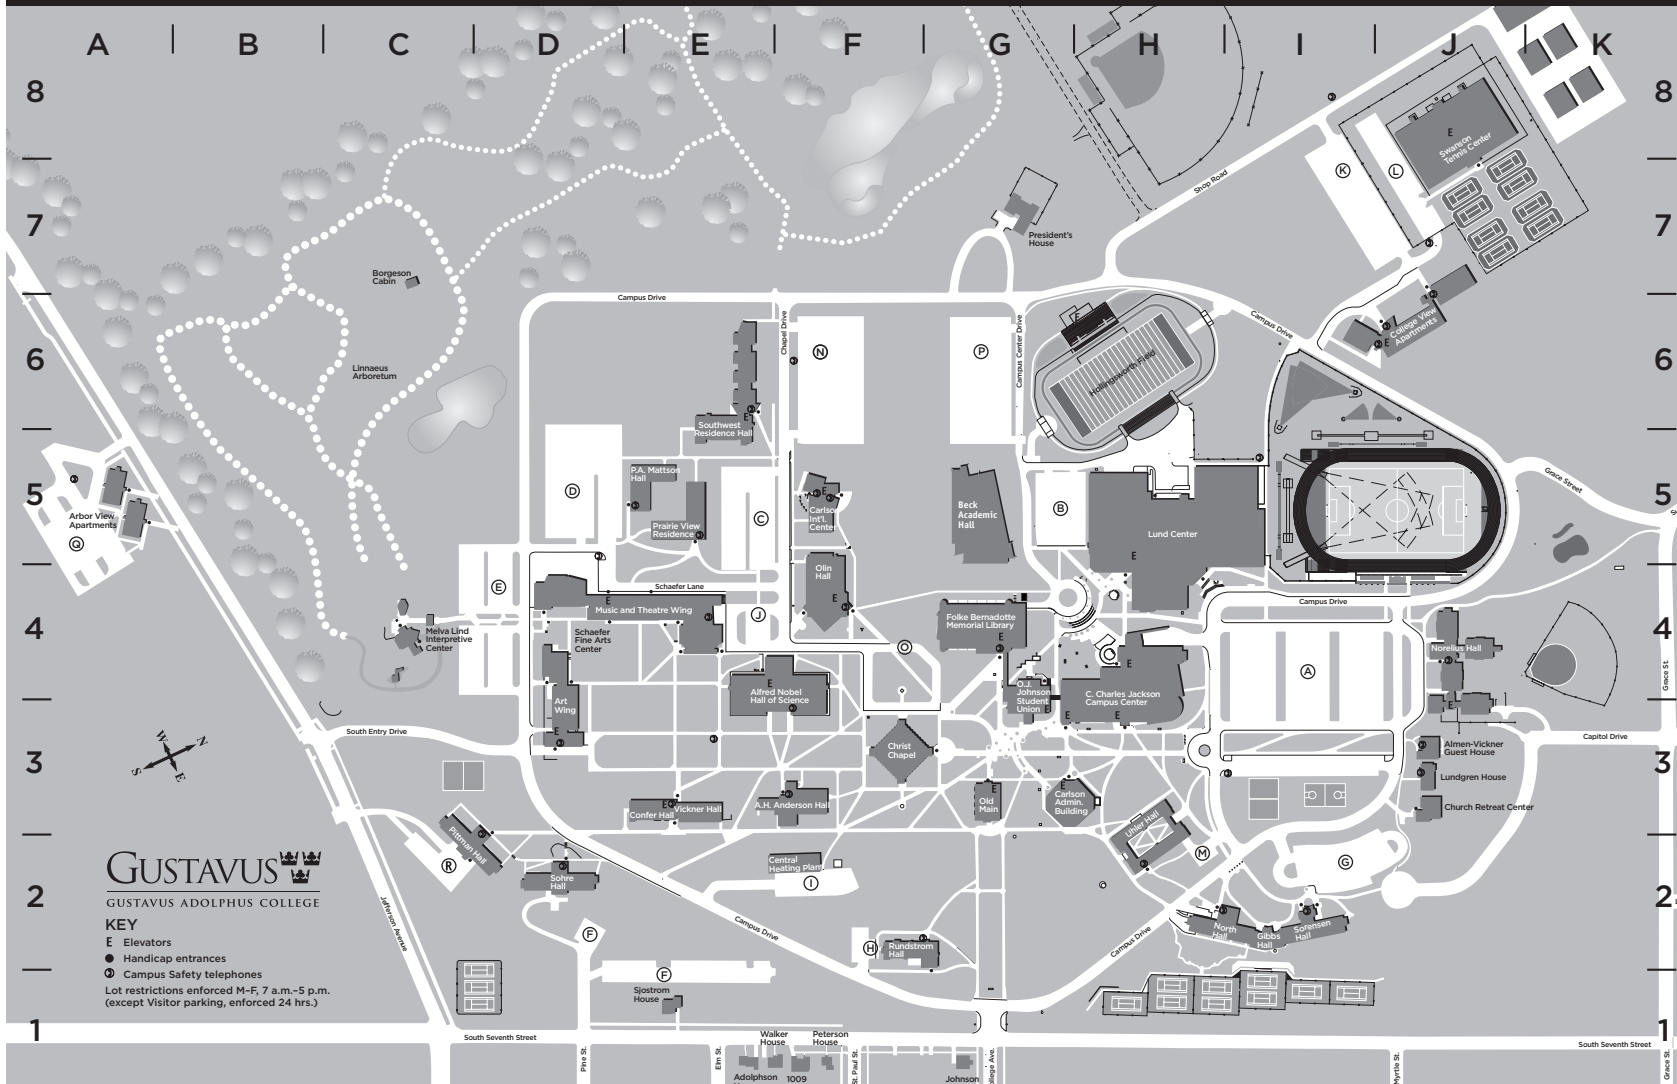 A B C D E F G H I J K
8
8
Swanson
Tennis Center
E
K
L
Shop Road
7
7
President's
House
Borgeson
Cabin
Campus Drive
Chapel Drive
Campus Center Drive
Campus Drive
College View
Apartments
E
6
6
N
P
E
Hollingsworth Field
Linnaeus
Arboretum
Southwest
Residence Hall
E
P.A. Mattson
Hall
5
5
D
C
B
Q
Arbor View
Apartments
Prairie View
Residence
E
Carlson
Int'l.
Center
Beck
Academic
Hall
Lund Center
E
Grace Street
Olin
Hall
E
E
Schaefer Lane
E
Music and Theatre Wing
J
Folke Bernadotte
Memorial Library
E
Campus Drive
4
4
Melva Lind
Interpretive
Center
Schaefer
Fine Arts
Center
O
A
Norelius Hall
E
Grace St.
E
Alfred Nobel
Hall of Science
O.J.
Johnson
Student
Union
E
E
C. Charles Jackson
Campus Center
E
E
Art
Wing
E
South Entry Drive
Christ
Chapel
W N
S E
3
3
Capitol Drive
Almen-Vickner
Guest House
Lundgren House
Church Retreat Center
E
Confer Hall
Vickner Hall
E
A.H. Anderson Hall
E
Old
Main
E
Carlson
Admin.
Building
Uhler Hall
Pittman Hall
R
M
G
Central
Heating Plant
I
Sohre
Hall
2
2
GUSTAVUS
GUSTAVUS ADOLPHUS COLLEGE
KEY
E Elevators
Handicap entrances
Campus Safety telephones
Lot restrictions enforced M–F, 7 a.m.–5 p.m.
(except Visitor parking, enforced 24 hrs.)
Jefferson Avenue
F
Campus Drive
H
Rundstrom
Hall
Campus Drive
North
Hall
Gibbs
Hall
Sorensen
Hall
F
Sjostrom
House
1
1
South Seventh Street
South Seventh Street
Walker
House
Peterson
House
Pine St.
Elm St.
St. Paul St.
Myrtle St.
Grace St.
Adolphson
1009
Johnson